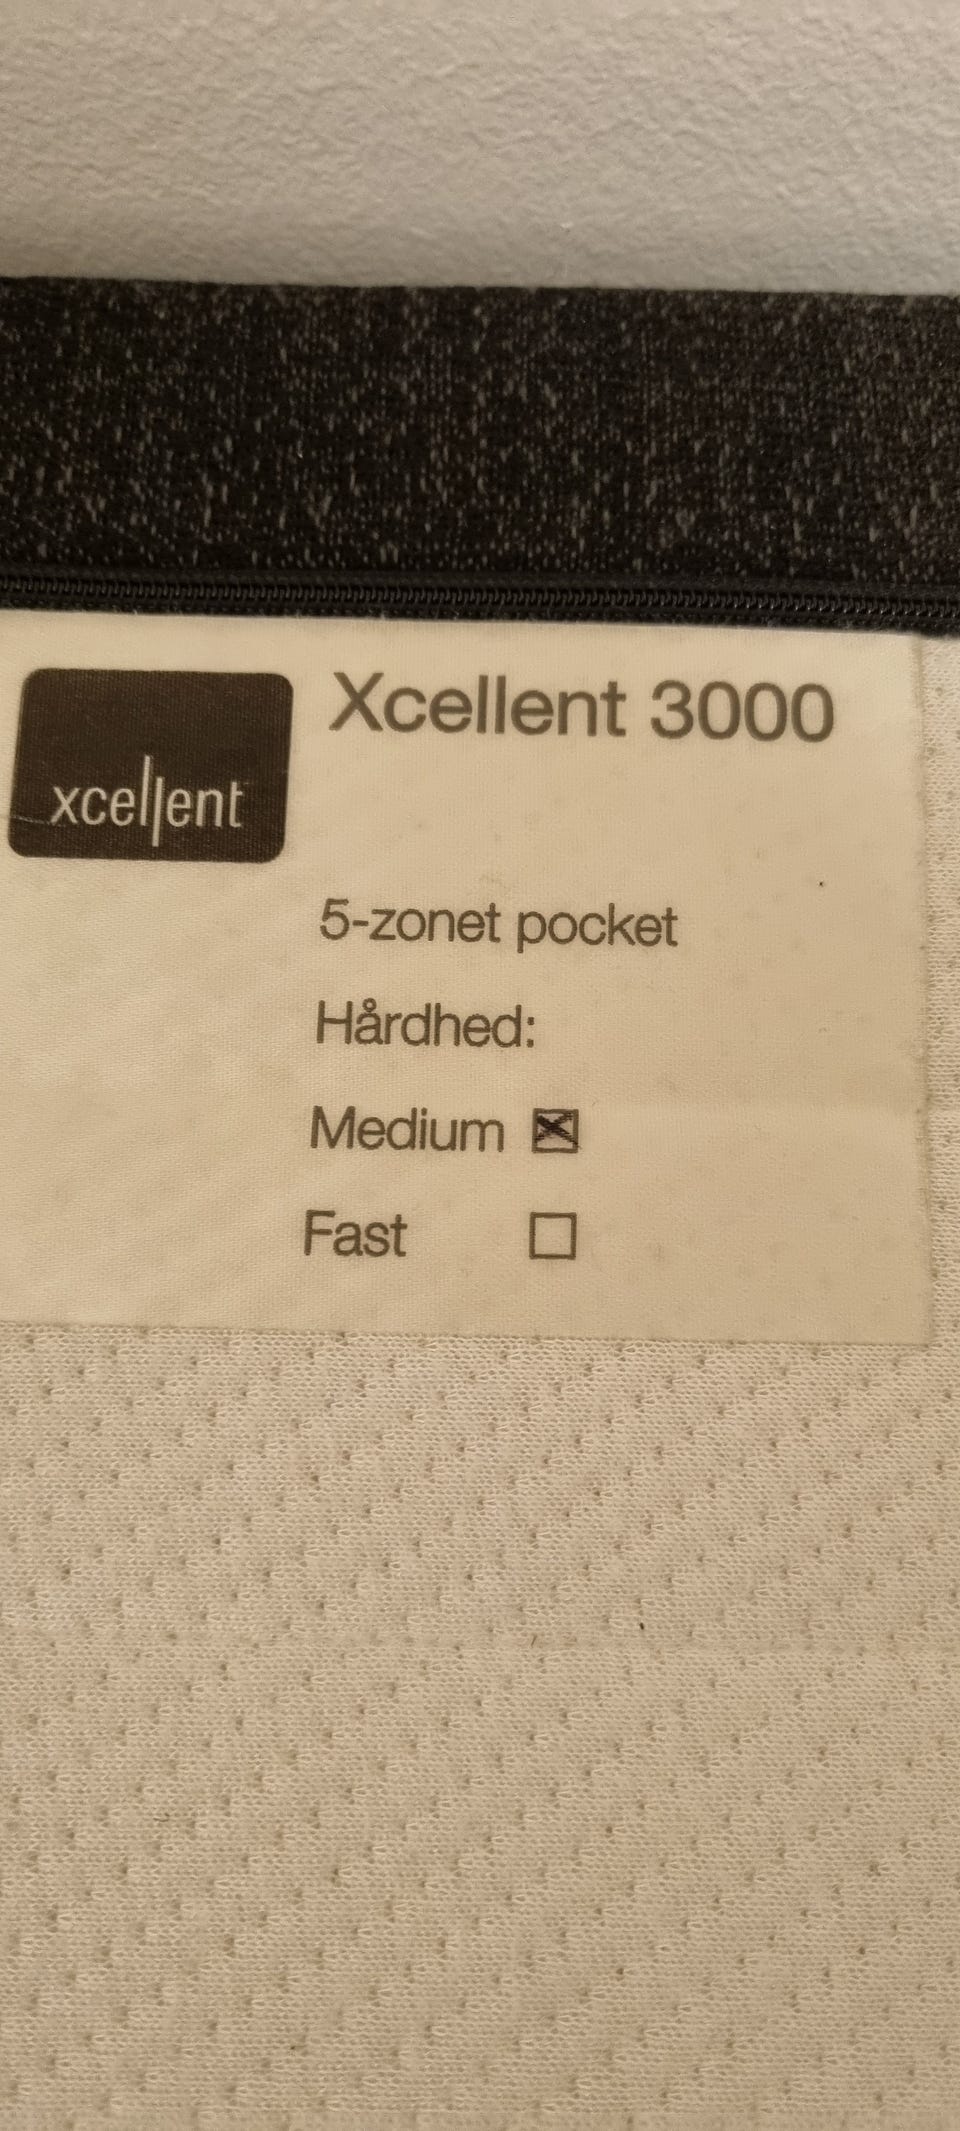 Xcellent 3000
xcellent
5-zonet pocket
Hårdhed:
Medium ☒
Fast ☐